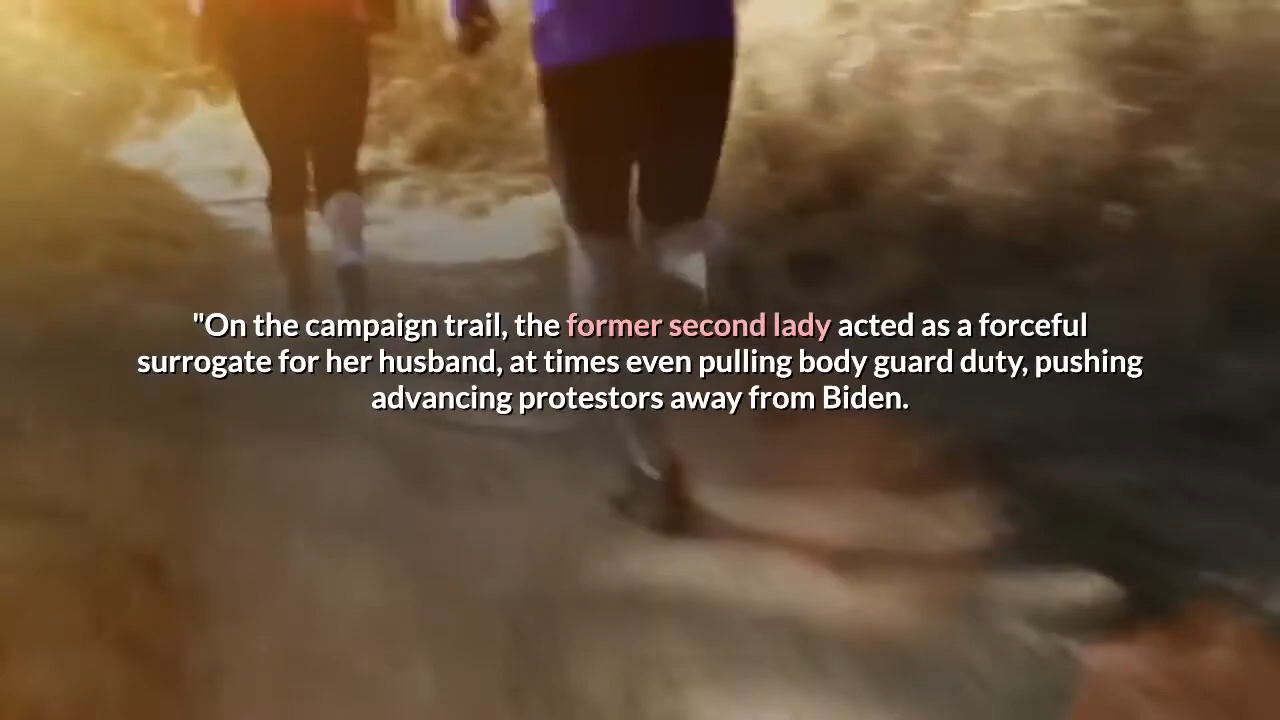 "On the campaign trail, the former second lady acted as a forceful
surrogate for her husband, at times even pulling body guard duty, pushing
advancing protestors away from Biden.